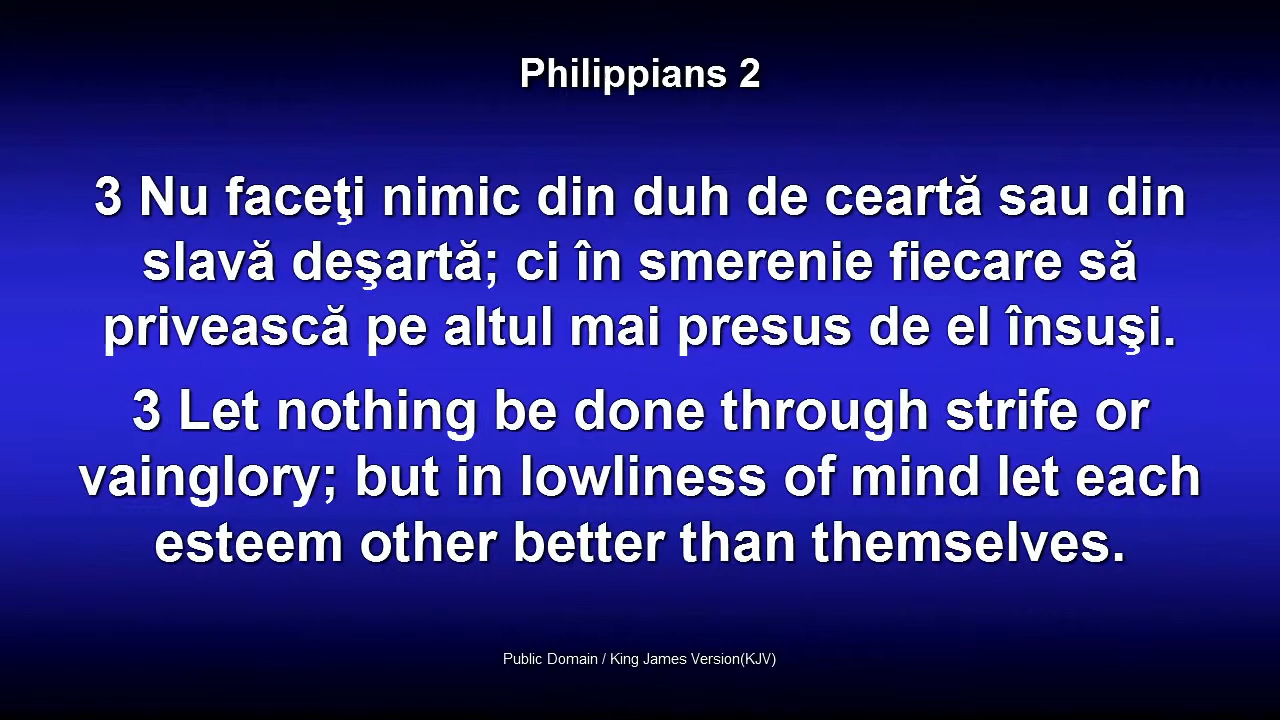 Philippians 2
3 Nu faceţi nimic din duh de ceartă sau din
slavă deşartă; ci în smerenie fiecare să
privească pe altul mai presus de el însuşi.
3 Let nothing be done through strife or
vainglory; but in lowliness of mind let each
esteem other better than themselves.
Public Domain / King James Version(KJV)